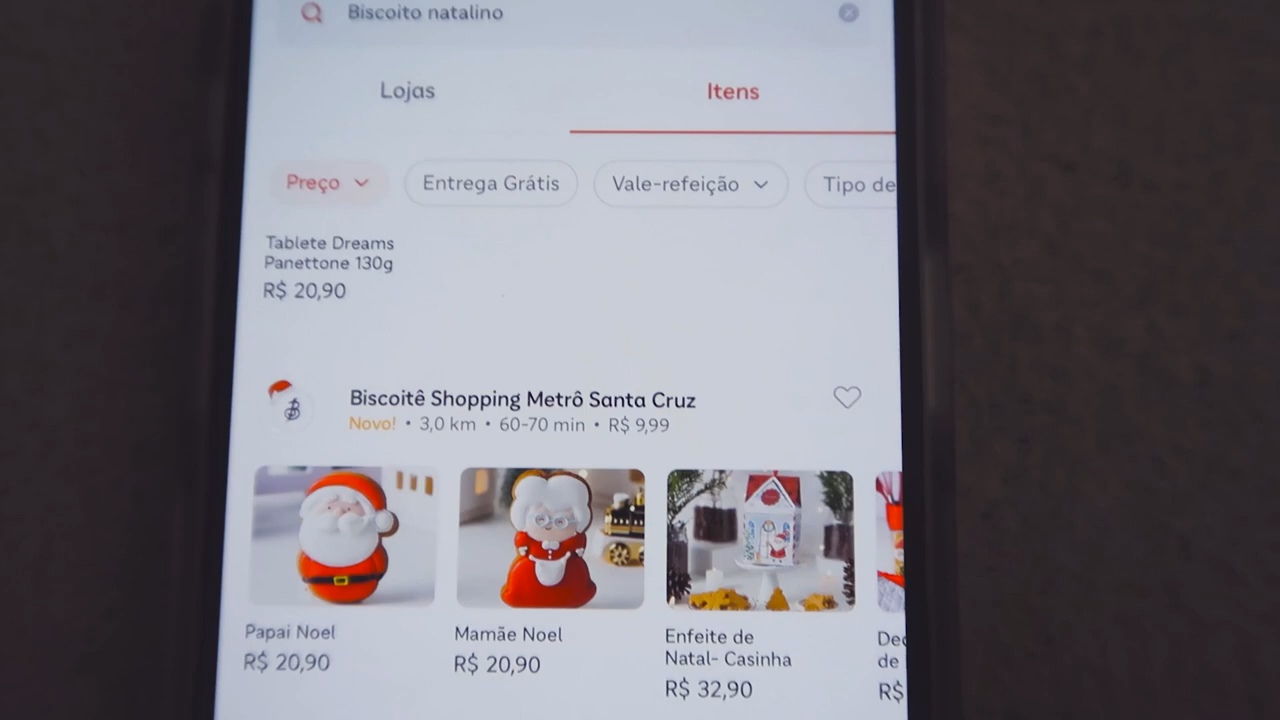 Biscoito natalino
Lojas
Itens
Preço
Entrega Grátis
Vale-refeição
Tipo de
Tablete Dreams
Panettone 130g
R$ 20,90
Biscoitê Shopping Metrô Santa Cruz
Novo! • 3,0 km • 60-70 min • R$ 9,99
Papai Noel
R$ 20,90
Mamãe Noel
R$ 20,90
Enfeite de
Natal- Casinha
R$ 32,90
de
R$